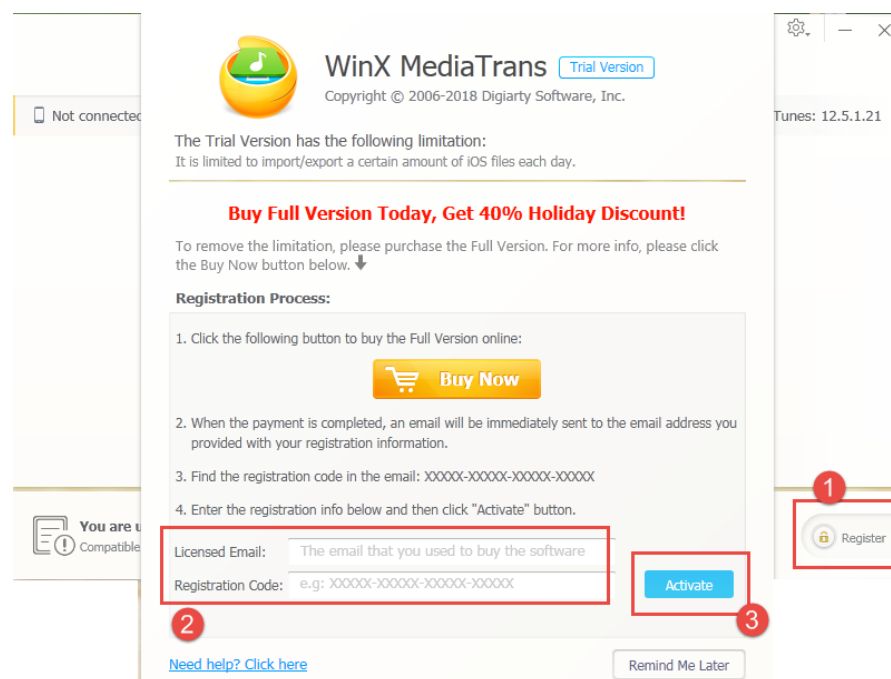 WinX MediaTrans Trial Version
Copyright © 2006-2018 Digiarty Software, Inc.
Not connected
Tunes: 12.5.1.21
The Trial Version has the following limitation:
It is limited to import/export a certain amount of iOS files each day.
Buy Full Version Today, Get 40% Holiday Discount!
To remove the limitation, please purchase the Full Version. For more info, please click
the Buy Now button below.
Registration Process:
1. Click the following button to buy the Full Version online:
Buy Now
2. When the payment is completed, an email will be immediately sent to the email address you
provided with your registration information.
3. Find the registration code in the email: XXXXX-XXXXX-XXXXX-XXXXX
4. Enter the registration info below and then click "Activate" button.
1
You are u
Compatible
Register
Licensed Email: The email that you used to buy the software
Registration Code: e.g: XXXXX-XXXXX-XXXXX-XXXXX
Activate
2
3
Need help? Click here
Remind Me Later